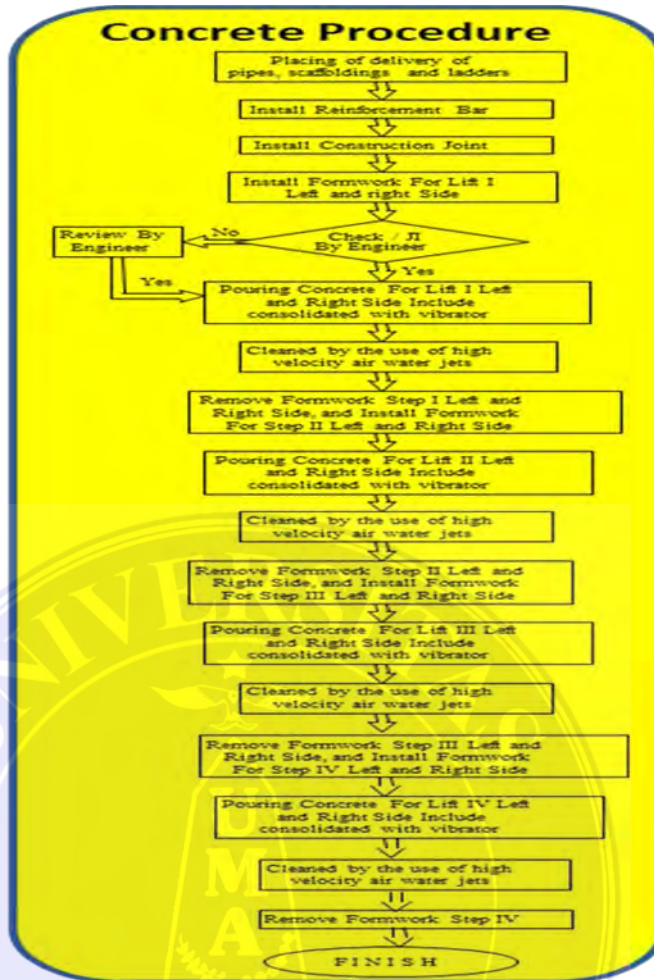 Concrete Procedure
Placing of delivery of
pipes, scaffoldings and ladders
Install Reinforcement Bar
Install Construction Joint
Install Formwork For Lift I
Left and right Side
Check / JI
By Engineer
No
Review By
Engineer
Yes
Yes
Pouring Concrete For Lift I Left
and Right Side Include
consolidated with vibrator
Cleaned by the use of high
velocity air water jets
Remove Formwork Step I Left and
Right Side, and Install Formwork
For Step II Left and Right Side
Pouring Concrete For Lift II Left
and Right Side Include
consolidated with vibrator
Cleaned by the use of high
velocity air water jets
Remove Formwork Step II Left and
Right Side, and Install Formwork
For Step III Left and Right Side
Pouring Concrete For Lift III Left
and Right Side Include
consolidated with vibrator
Cleaned by the use of high
velocity air water jets
Remove Formwork Step III Left and
Right Side, and Install Formwork
For Step IV Left and Right Side
Pouring Concrete For Lift IV Left
and Right Side Include
consolidated with vibrator
Cleaned by the use of high
velocity air water jets
Remove Formwork Step IV
FINISH
UMA